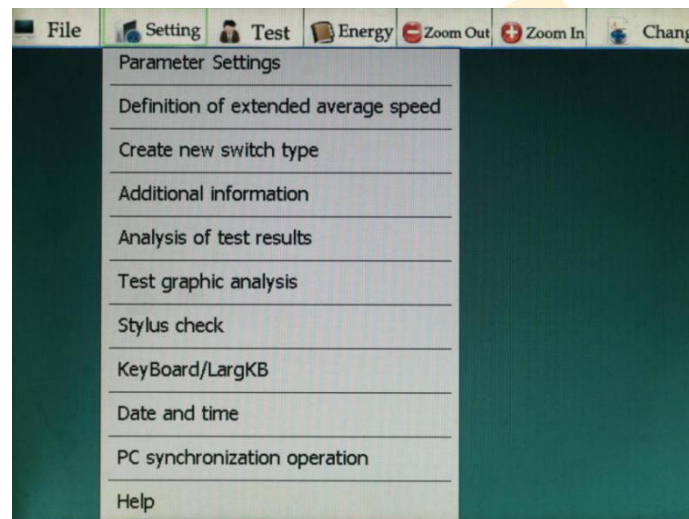 File Setting Test Energy Zoom Out Zoom In Chang
Parameter Settings
Definition of extended average speed
Create new switch type
Additional information
Analysis of test results
Test graphic analysis
Stylus check
KeyBoard/LargKB
Date and time
PC synchronization operation
Help